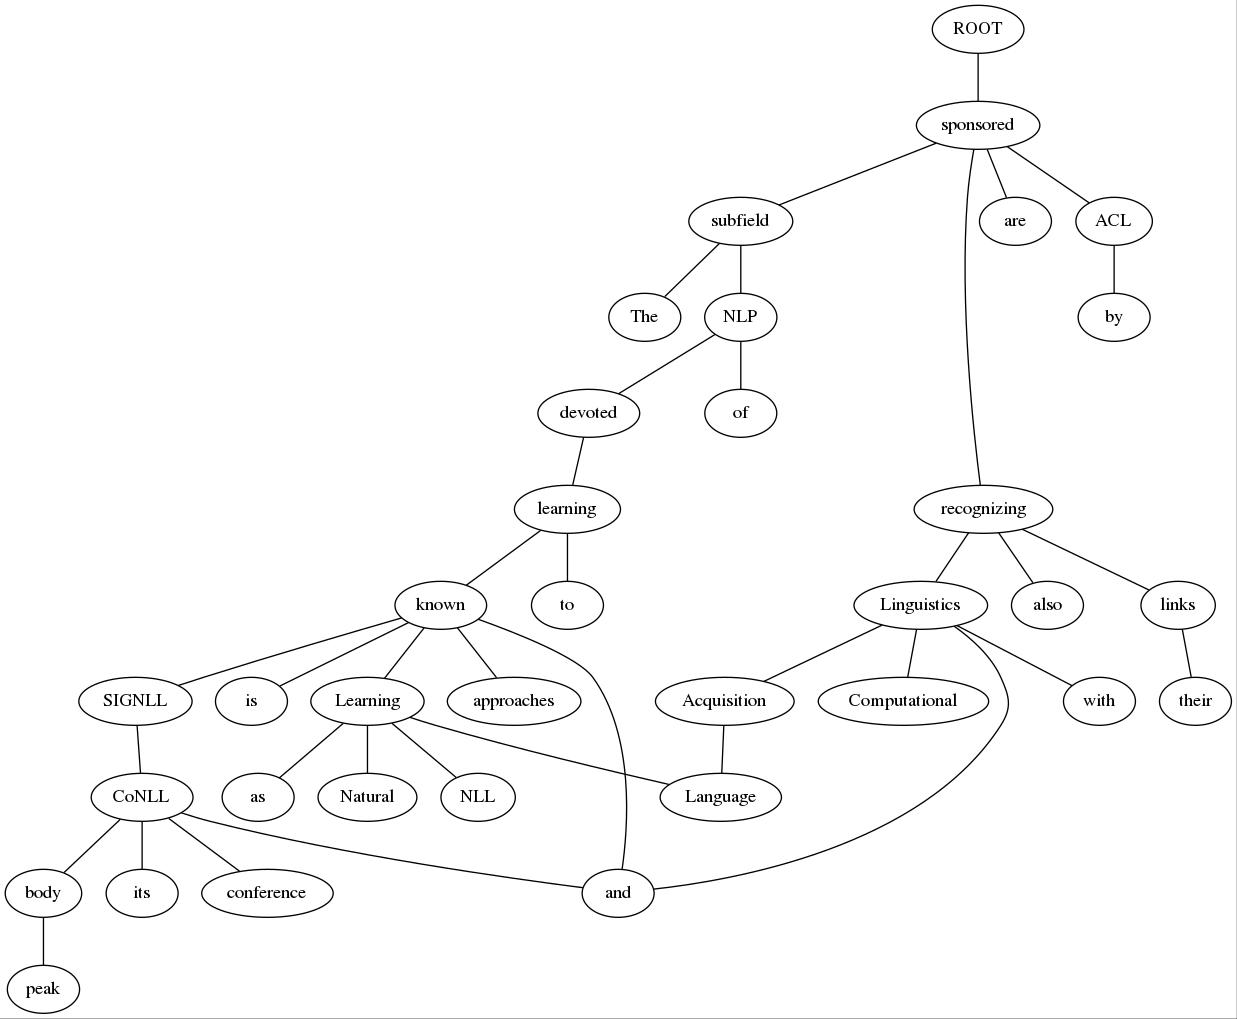 ROOT
sponsored
subfield are ACL
The NLP by
devoted of
learning recognizing
known to Linguistics also links
SIGNLL is Learning approaches Acquisition Computational with their
CoNLL as Natural NLL Language
body its conference and
peak